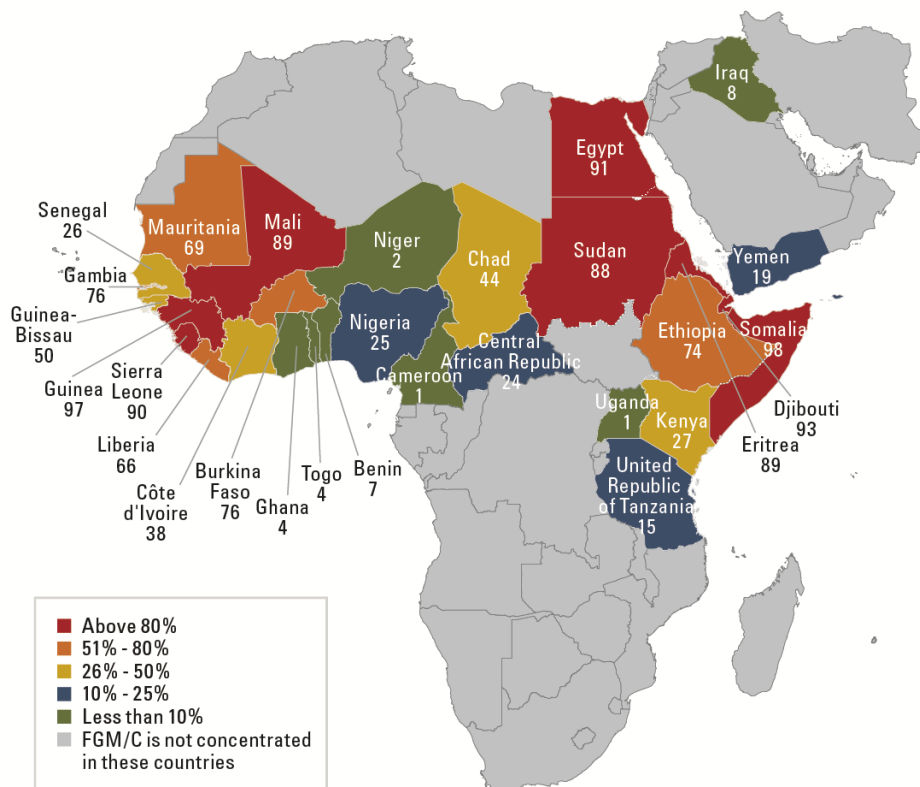 Iraq
8
Egypt
91
Senegal
26
Mauritania
69
Mali
89
Niger
2
Chad
44
Sudan
88
Yemen
19
Gambia
76
Guinea-
Bissau
50
Nigeria
25
Central
African Republic
24
Ethiopia
74
Somalia
98
Guinea
97
Sierra
Leone
90
Cameroon
1
Uganda
1
Kenya
27
Djibouti
93
Eritrea
89
Liberia
66
Côte
d'Ivoire
38
Burkina
Faso
76
Ghana
4
Togo
4
Benin
7
United
Republic
of Tanzania
15
Above 80%
51% - 80%
26% - 50%
10% - 25%
Less than 10%
FGM/C is not concentrated
in these countries